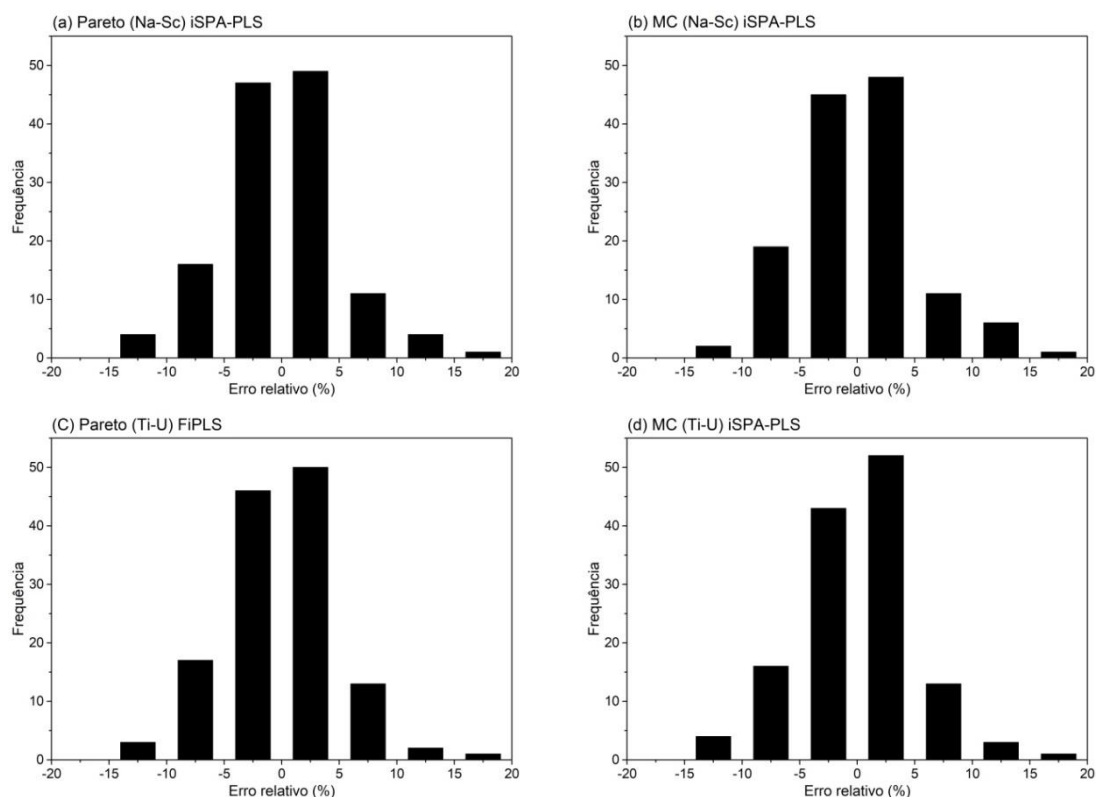 (a) Pareto (Na-Sc) iSPA-PLS
50
40
30
20
10
0
Frequência
-20 -15 -10 -5 0 5 10 15 20
Erro relativo (%)
(b) MC (Na-Sc) iSPA-PLS
50
40
30
20
10
0
Frequência
-20 -15 -10 -5 0 5 10 15 20
Erro relativo (%)
(C) Pareto (Ti-U) FiPLS
50
40
30
20
10
0
Frequência
-20 -15 -10 -5 0 5 10 15 20
Erro relativo (%)
(d) MC (Ti-U) iSPA-PLS
50
40
30
20
10
0
Frequência
-20 -15 -10 -5 0 5 10 15 20
Erro relativo (%)